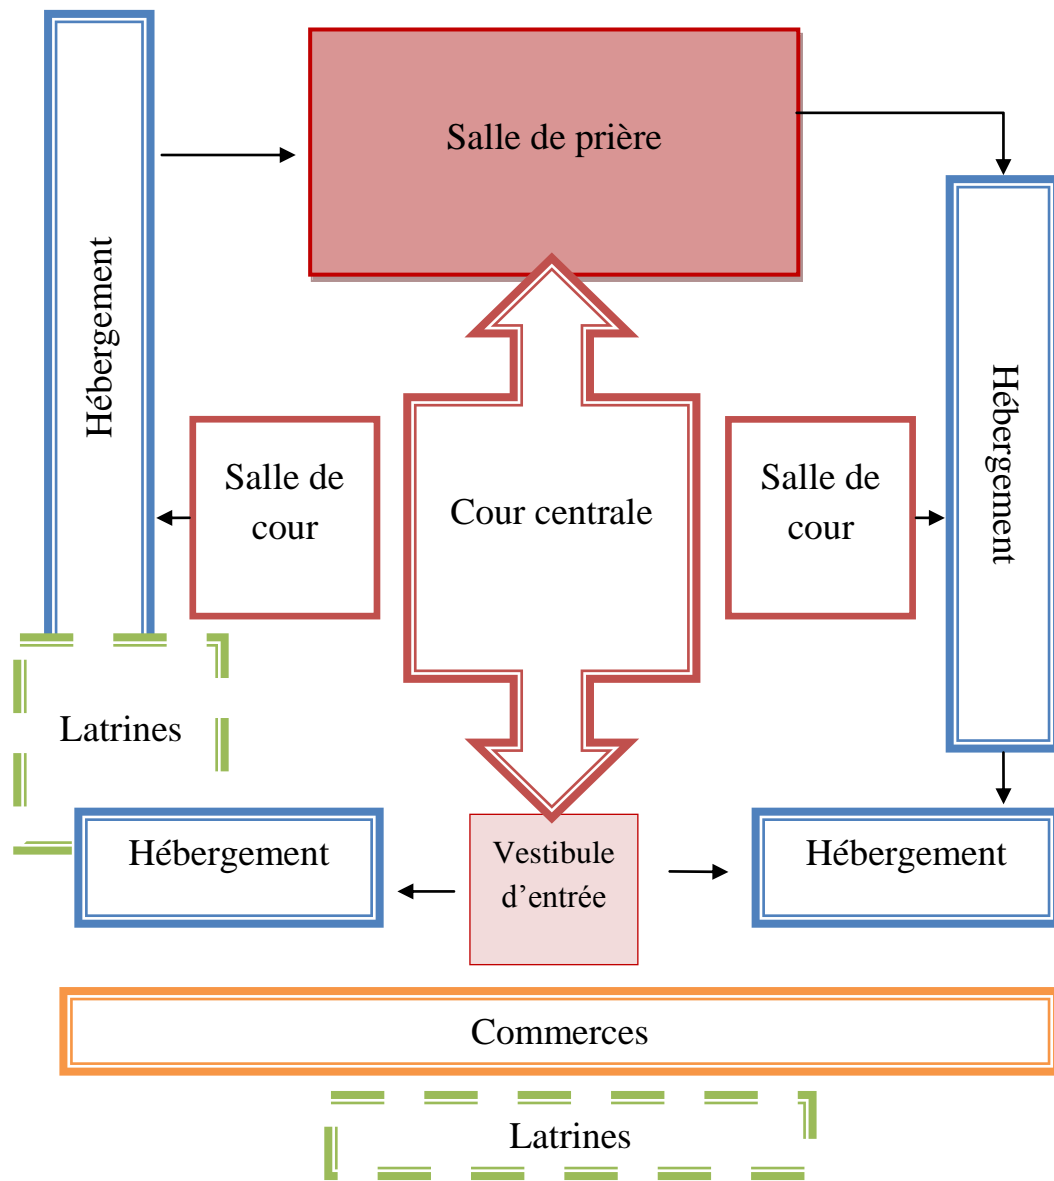 Salle de prière
Hébergement
Hébergement
Salle de
cour
Cour centrale
Salle de
cour
Latrines
Hébergement
Vestibule
d’entrée
Hébergement
Commerces
Latrines